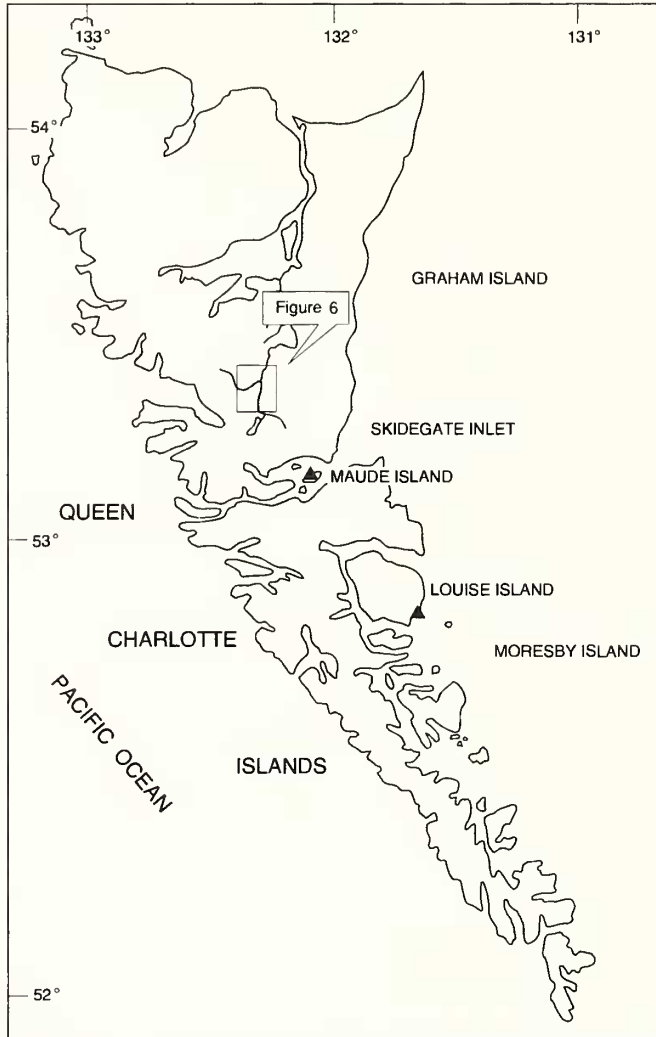 133° 132° 131°
54°
GRAHAM ISLAND
Figure 6
SKIDEGATE INLET
MAUDE ISLAND
QUEEN
53°
LOUISE ISLAND
CHARLOTTE
MORESBY ISLAND
PACIFIC OCEAN
ISLANDS
52°